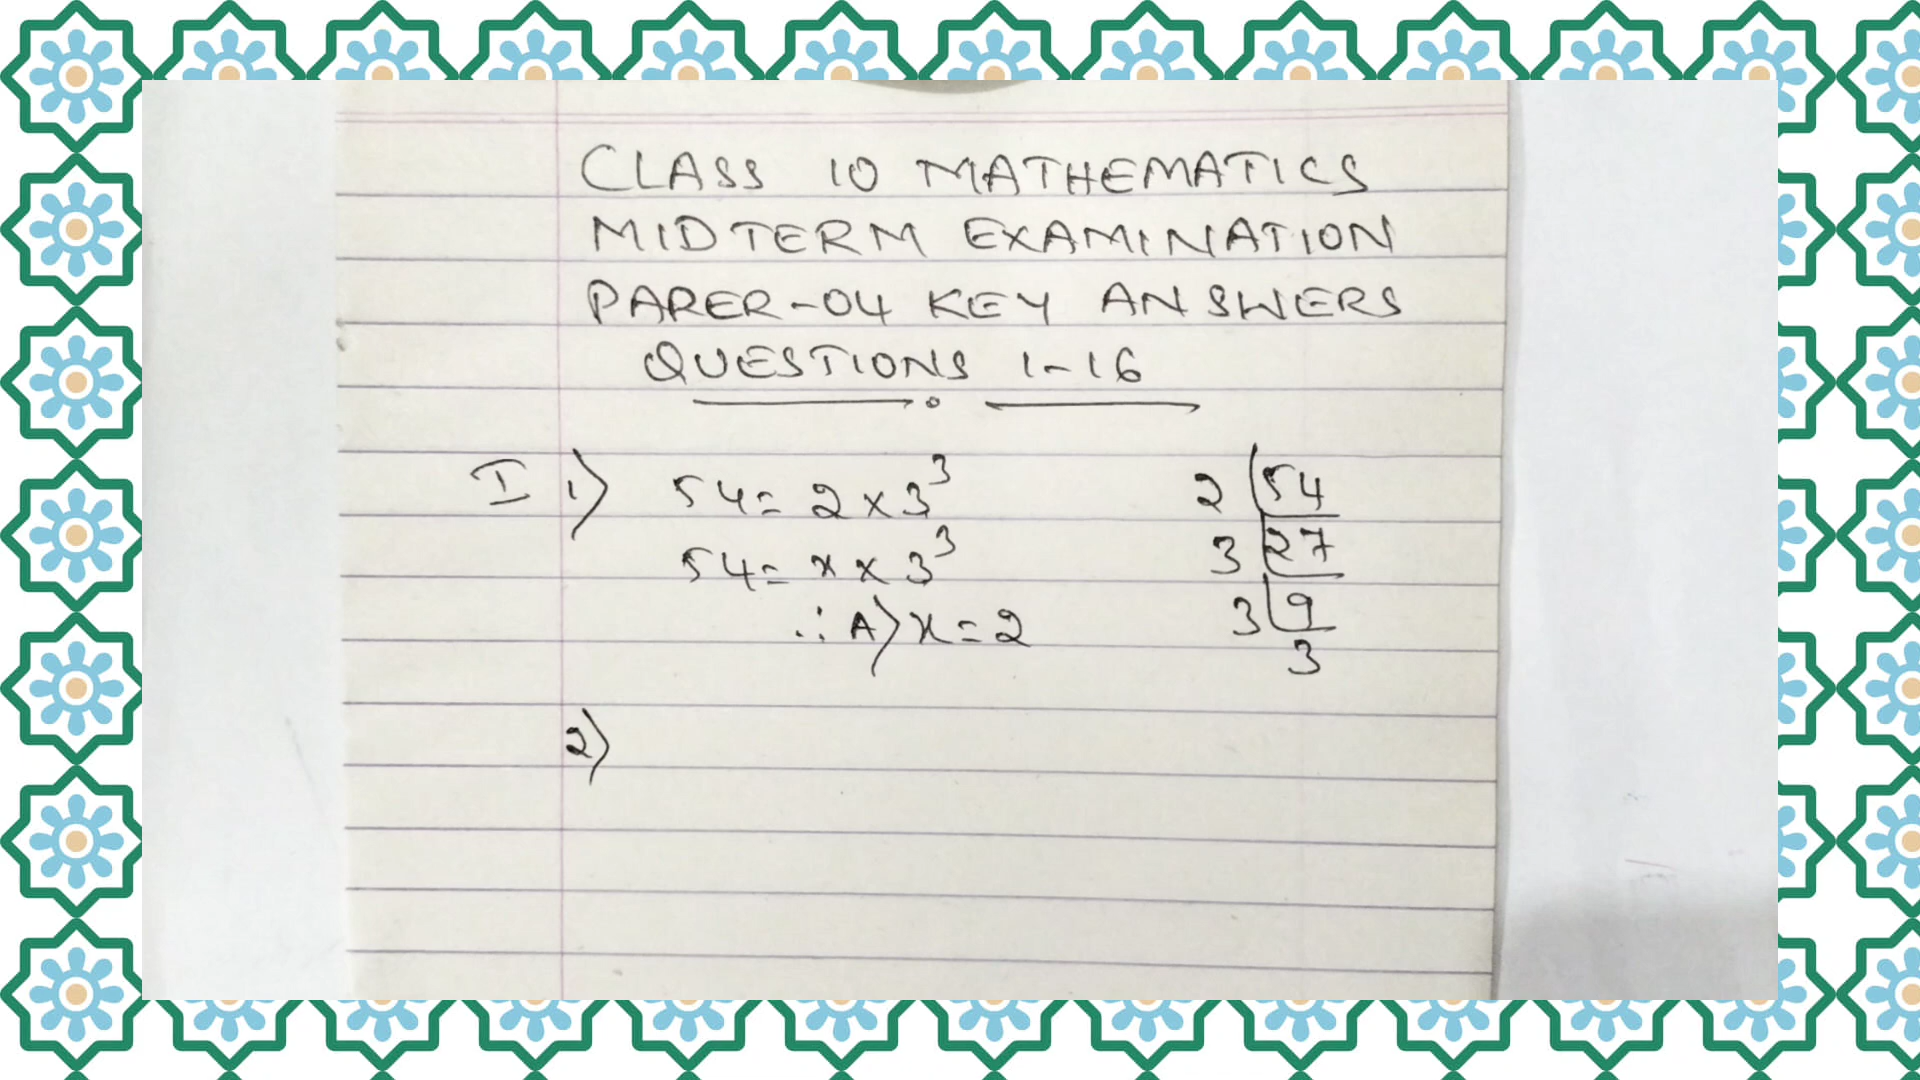 CLASS 10 MATHEMATICS
MIDTERM EXAMINATION
PAPER-04 KEY ANSWERS
QUESTIONS 1-16
I 1) 54 = 2 × 3³
54 = x × 3³
∴ A) x = 2
2 54
3 27
3 9
3
2)